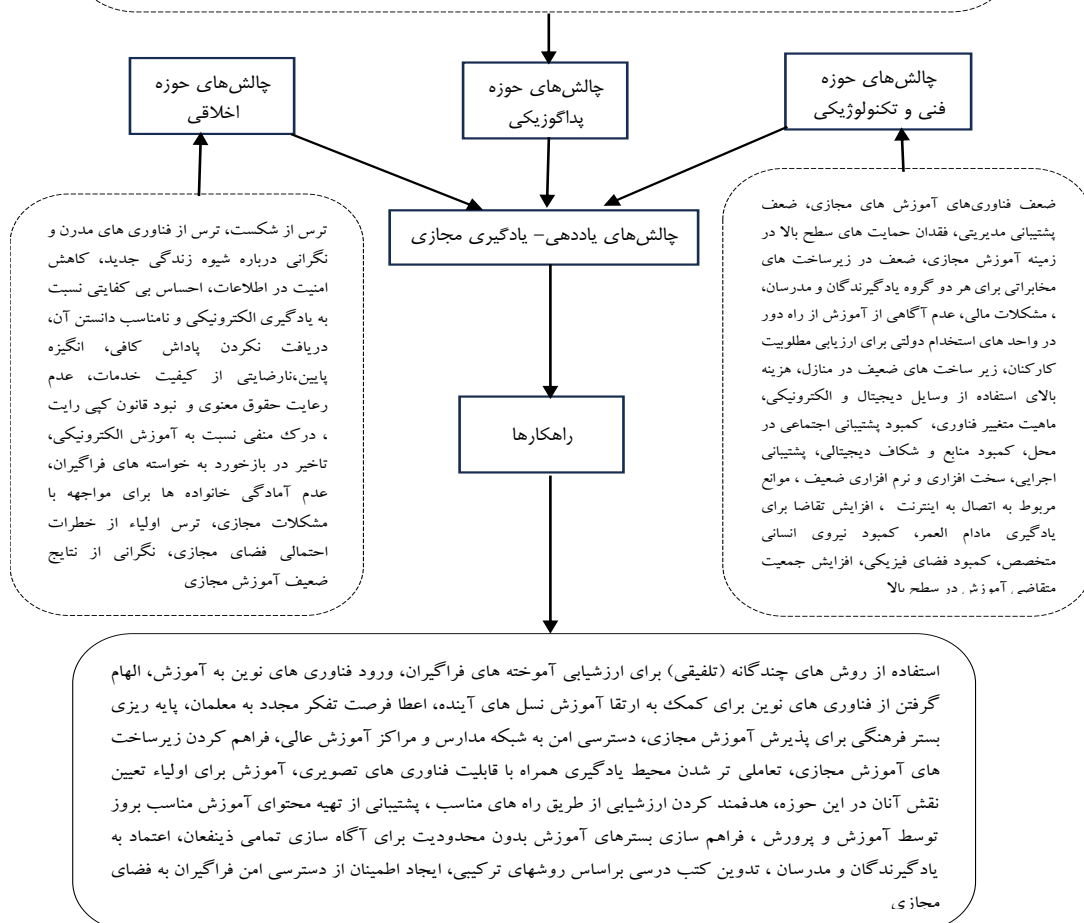 چالش‌های حوزه
فنی و تکنولوژیکی
چالش‌های حوزه
پداگوزیکی
چالش‌های حوزه
اخلاقی
ضعف فناوری‌های آموزش های مجازی، ضعف
پشتیبانی مدیریتی، فقدان حمایت های سطح بالا در
زمینه آموزش مجازی، ضعف در زیرساخت های
مخابراتی برای هر دو گروه یادگیرندگان و مدرسان،
، مشکلات مالی، عدم آگاهی از آموزش از راه دور
در واحد های استخدام دولتی برای ارزیابی مطلوبیت
کارکنان، زیر ساخت های ضعیف در منازل، هزینه
بالای استفاده از وسایل دیجیتال و الکترونیکی،
ماهیت متغییر فناوری، کمبود پشتیبانی اجتماعی در
محل، کمبود منابع و شکاف دیجیتالی، پشتیبانی
اجرایی، سخت افزاری و نرم افزاری ضعیف ، موانع
مربوط به اتصال به اینترنت ، افزایش تقاضا برای
یادگیری مادام العمر، کمبود نیروی انسانی
متخصص، کمبود فضای فیزیکی، افزایش جمعیت
متقاضی آموزش در سطح بالا
چالش‌های یاددهی– یادگیری مجازی
ترس از شکست، ترس از فناوری های مدرن و
نگرانی درباره شیوه زندگی جدید، کاهش
امنیت در اطلاعات، احساس بی کفایتی نسبت
به یادگیری الکترونیکی و نامناسب دانستن آن،
دریافت نکردن پاداش کافی، انگیزه
پایین،نارضایتی از کیفیت خدمات، عدم
رعایت حقوق معنوی و نبود قانون کپی رایت
، درک منفی نسبت به آموزش الکترونیکی،
تاخیر در بازخورد به خواسته های فراگیران،
عدم آمادگی خانواده ها برای مواجهه با
مشکلات مجازی، ترس اولیاء از خطرات
احتمالی فضای مجازی، نگرانی از نتایج
ضعیف آموزش مجازی
راهکارها
استفاده از روش های چندگانه (تلفیقی) برای ارزشیابی آموخته های فراگیران، ورود فناوری های نوین به آموزش، الهام
گرفتن از فناوری های نوین برای کمک به ارتقا آموزش نسل های آینده، اعطا فرصت تفکر مجدد به معلمان، پایه ریزی
بستر فرهنگی برای پذیرش آموزش مجازی، دسترسی امن به شبکه مدارس و مراکز آموزش عالی، فراهم کردن زیرساخت
های آموزش مجازی، تعاملی تر شدن محیط یادگیری همراه با قابلیت فناوری های تصویری، آموزش برای اولیاء تعیین
نقش آنان در این حوزه، هدفمند کردن ارزشیابی از طریق راه های مناسب ، پشتیبانی از تهیه محتوای آموزش مناسب بروز
توسط آموزش و پرورش ، فراهم سازی بسترهای آموزش بدون محدودیت برای آگاه سازی تمامی ذینفعان، اعتماد به
یادگیرندگان و مدرسان ، تدوین کتب درسی براساس روشهای ترکیبی، ایجاد اطمینان از دسترسی امن فراگیران به فضای
مجازی